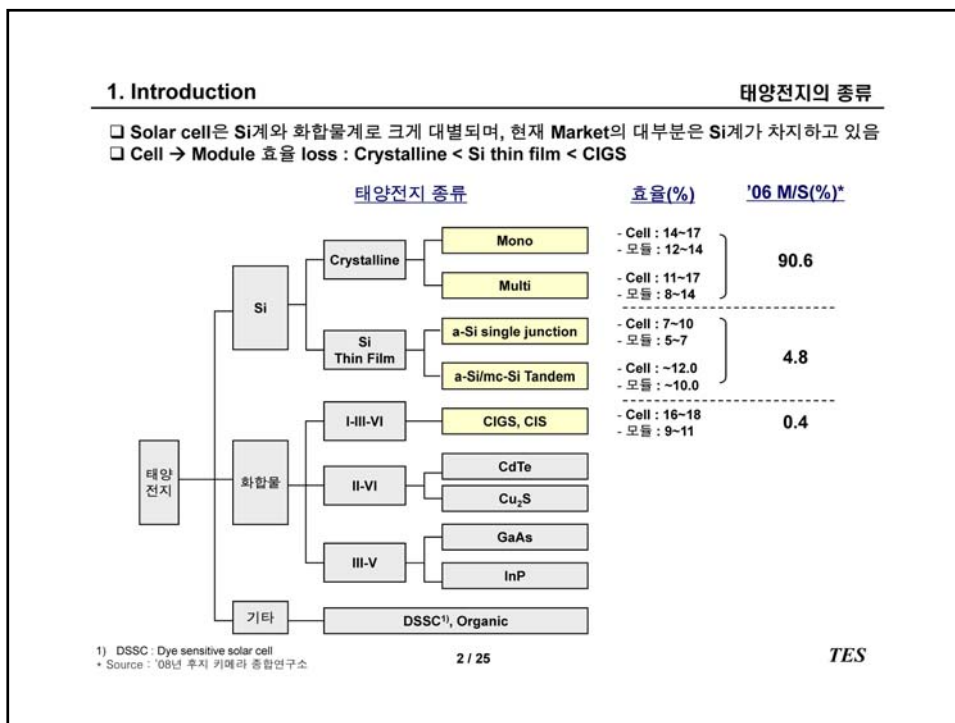 1. Introduction
태양전지의 종류
❑ Solar cell은 Si계와 화합물계로 크게 대별되며, 현재 Market의 대부분은 Si계가 차지하고 있음
❑ Cell → Module 효율 loss : Crystalline < Si thin film < CIGS
태양전지 종류
효율(%)
'06 M/S(%)*
Mono
- Cell : 14~17
- 모듈 : 12~14
Crystalline
90.6
Multi
- Cell : 11~17
- 모듈 : 8~14
Si
a-Si single junction
- Cell : 7~10
- 모듈 : 5~7
Si
Thin Film
4.8
a-Si/mc-Si Tandem
- Cell : ~12.0
- 모듈 : ~10.0
I-III-VI
CIGS, CIS
- Cell : 16~18
- 모듈 : 9~11
0.4
태양
전지
화합물
II-VI
CdTe
Cu₂S
III-V
GaAs
InP
기타
DSSC¹⁾, Organic
1) DSSC : Dye sensitive solar cell
* Source : '08년 후지 키메라 종합연구소
2 / 25
TES